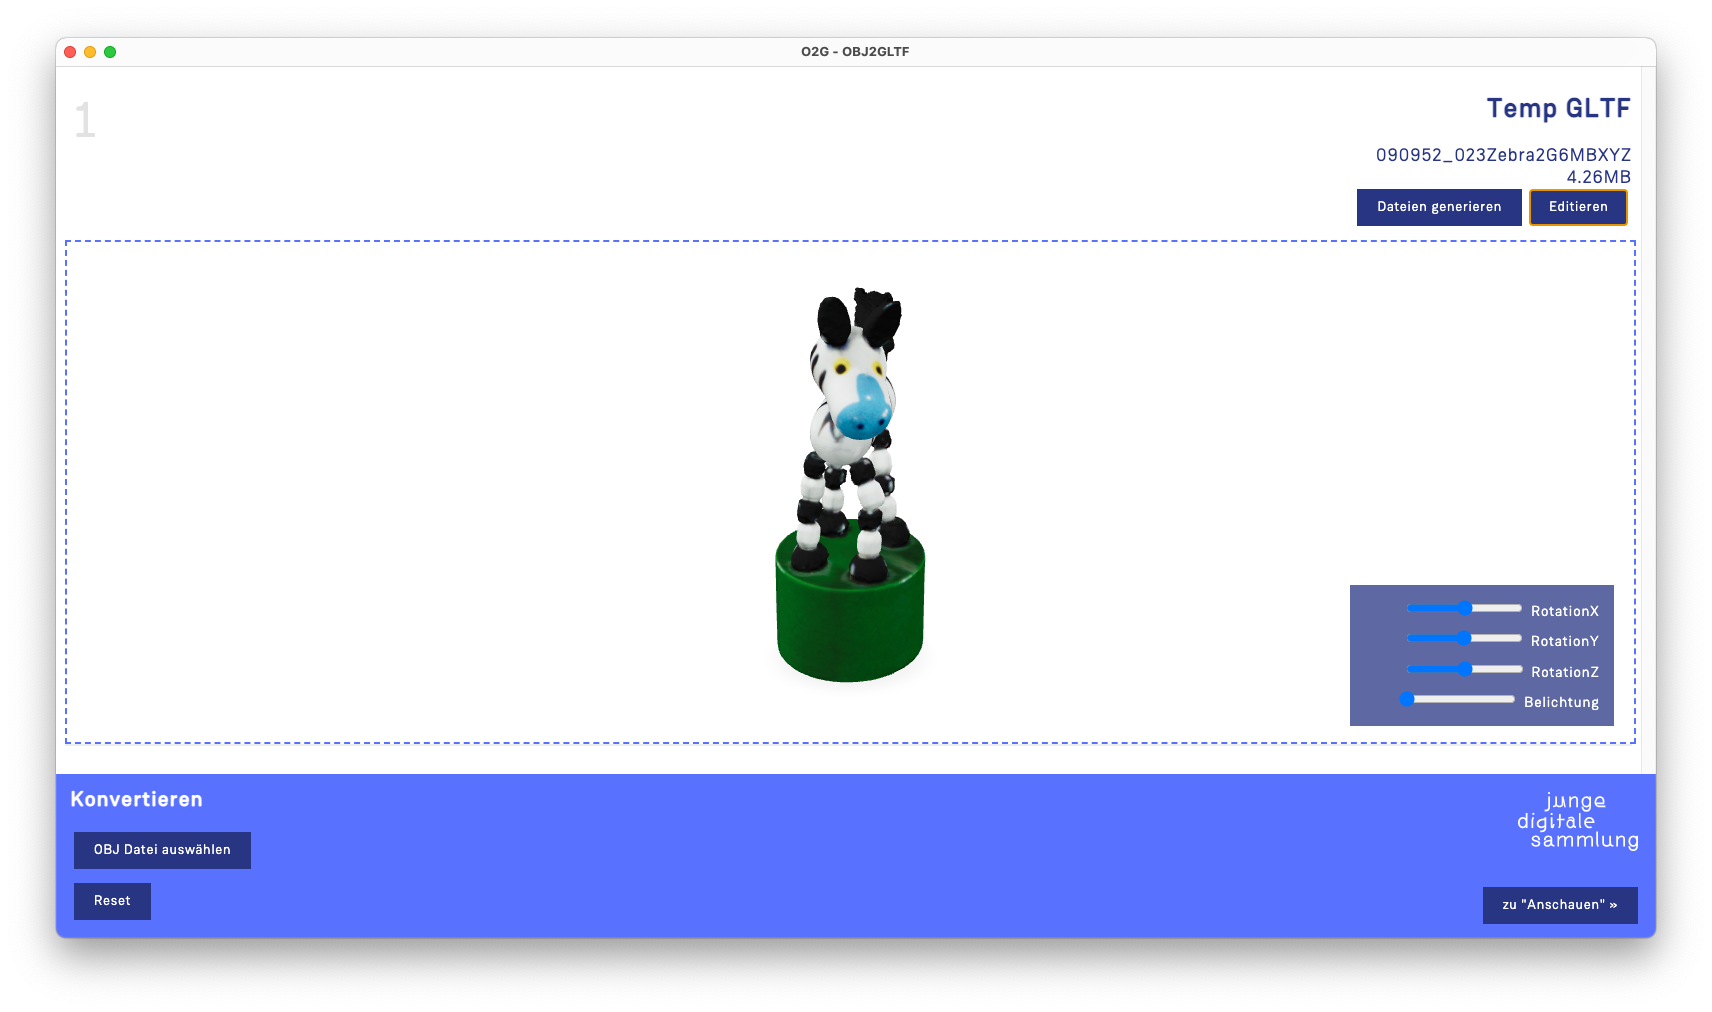 O2G - OBJ2GLTF
1
Temp GLTF
090952_023Zebra2G6MBXYZ
4.26MB
Dateien generieren
Editieren
RotationX
RotationY
RotationZ
Belichtung
Konvertieren
OBJ Datei auswählen
Reset
junge
digitale
sammlung
zu "Anschauen" »